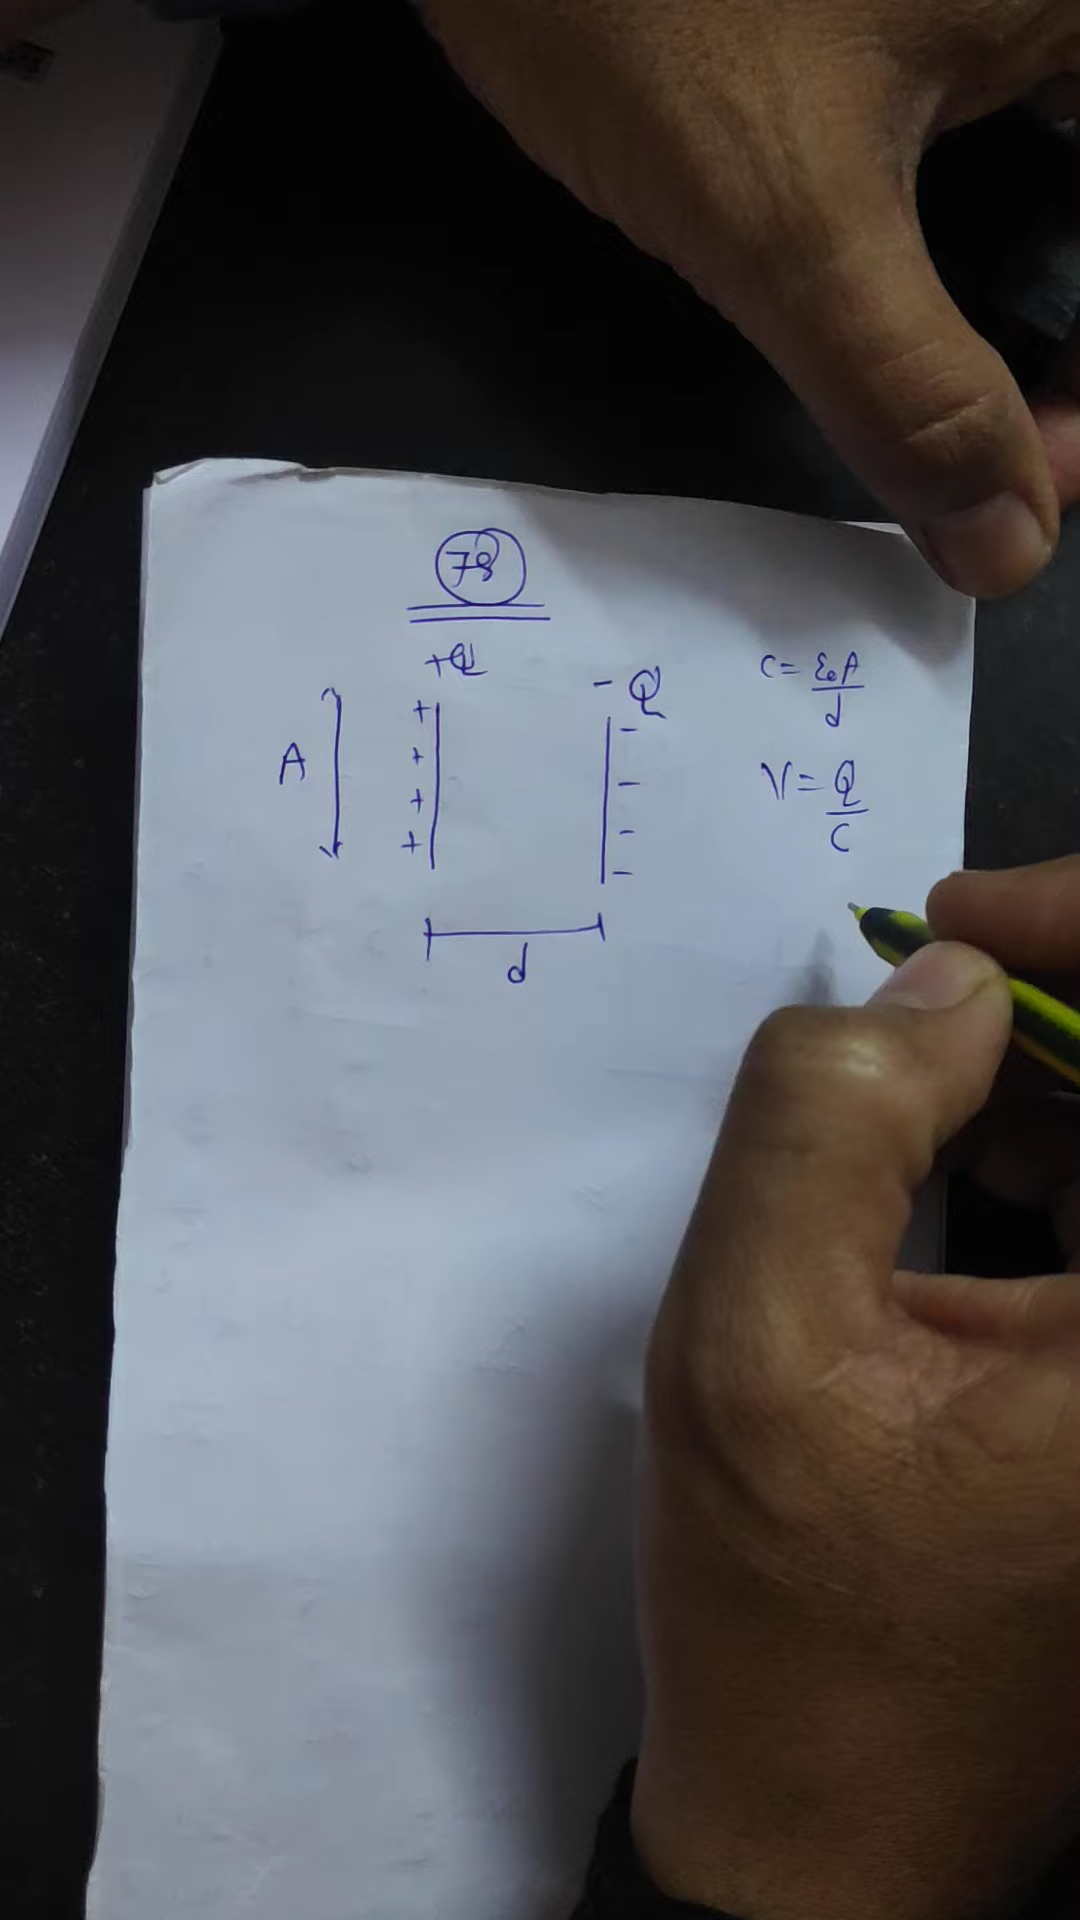 78
+Q
- Q
A
+
+
+
+
-
-
-
-
d
C = ε₀A/d
V = Q/C